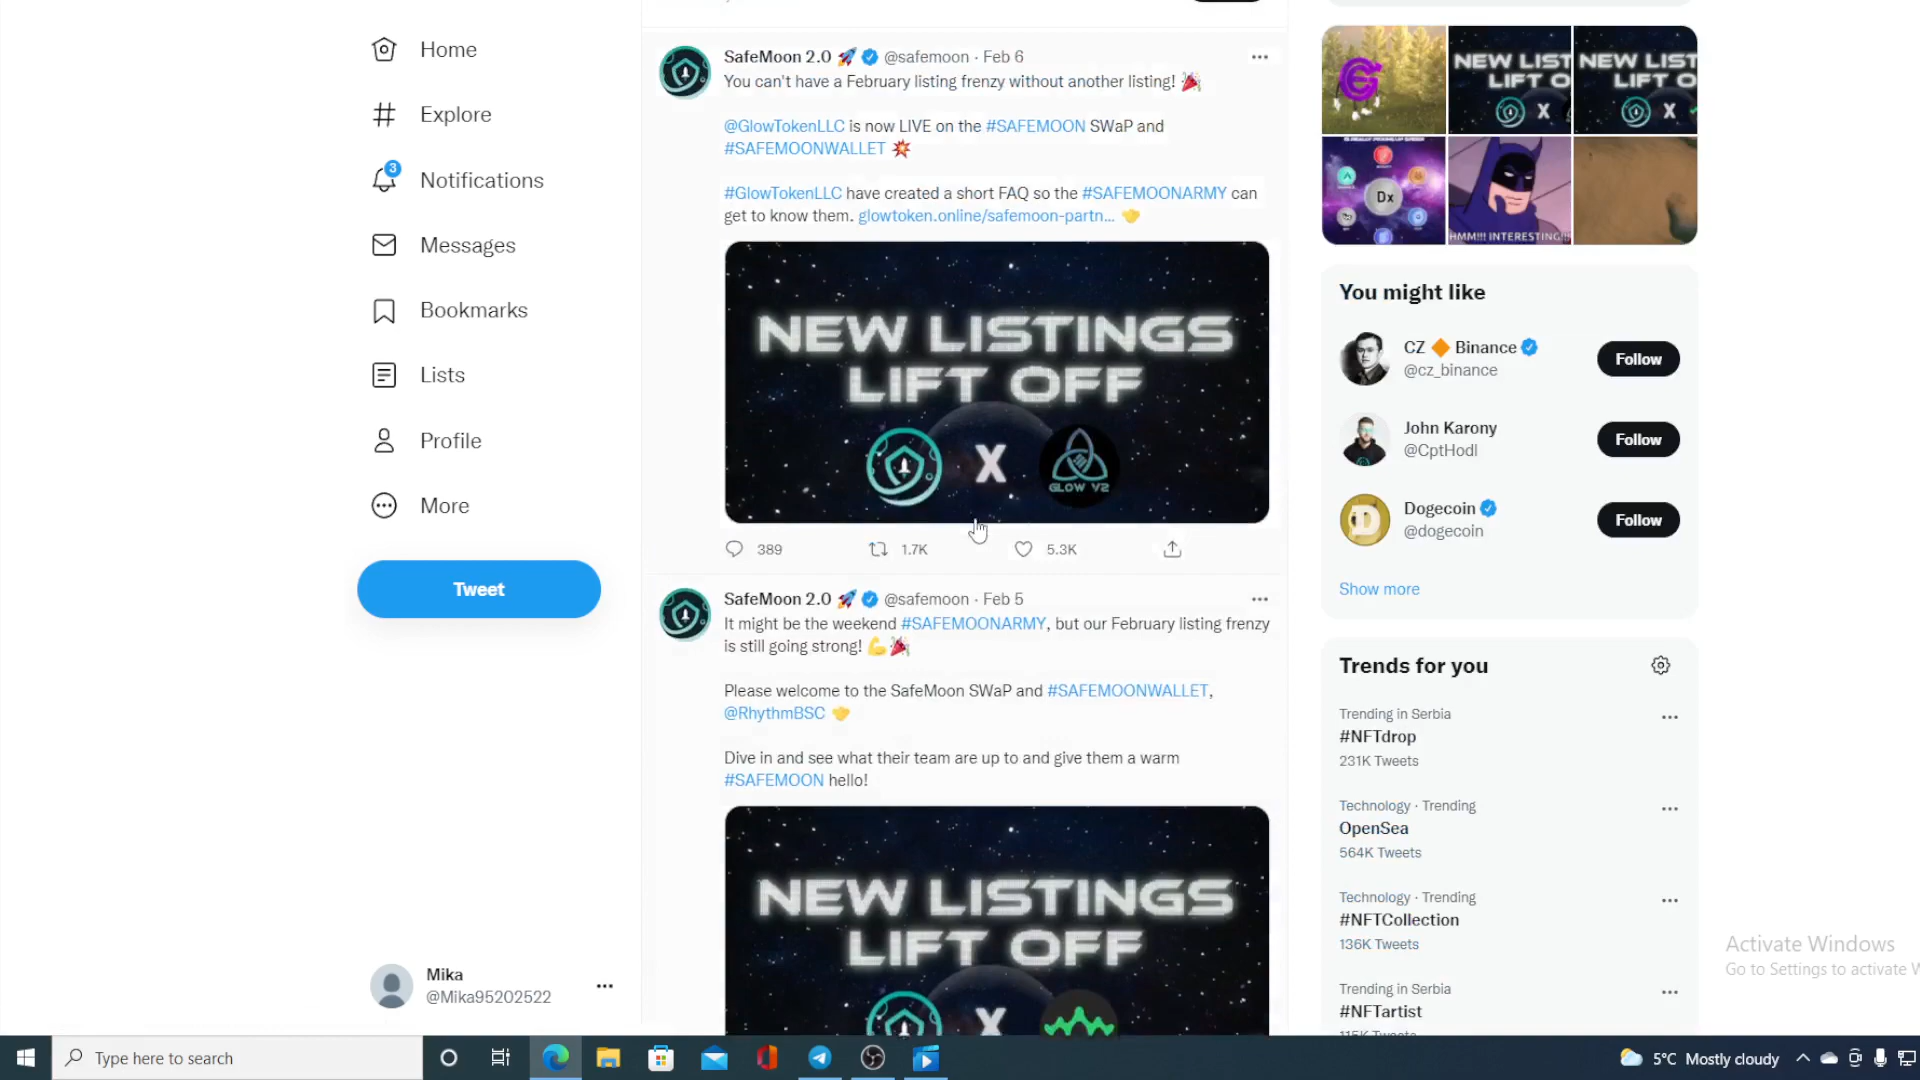 Home
Explore
3
Notifications
Messages
Bookmarks
Lists
Profile
More
Tweet
Mika
@Mika95202522
SafeMoon 2.0 🚀 @safemoon · Feb 6
You can't have a February listing frenzy without another listing! 🎉
@GlowTokenLLC is now LIVE on the #SAFEMOON SWaP and
#SAFEMOONWALLET 💥
#GlowTokenLLC have created a short FAQ so the #SAFEMOONARMY can
get to know them. glowtoken.online/safemoon-partn...
NEW LISTINGS
LIFT OFF
X
GLOW V2
389
1.7K
5.3K
SafeMoon 2.0 🚀 @safemoon · Feb 5
It might be the weekend #SAFEMOONARMY, but our February listing frenzy
is still going strong! 💪🎉
Please welcome to the SafeMoon SWaP and #SAFEMOONWALLET,
@RhythmBSC
Dive in and see what their team are up to and give them a warm
#SAFEMOON hello!
NEW LISTINGS
LIFT OFF
X
NEW LIST
LIFT O
X
NEW LIST
LIFT O
X
Dx
HMM!!! INTERESTING!!!
You might like
CZ 🔶 Binance
@cz_binance
Follow
John Karony
@CptHodl
Follow
Dogecoin
@dogecoin
Follow
Show more
Trends for you
Trending in Serbia
#NFTdrop
231K Tweets
Technology · Trending
OpenSea
564K Tweets
Technology · Trending
#NFTCollection
136K Tweets
Trending in Serbia
#NFTartist
115K Tweets
Activate Windows
Go to Settings to activate W
Type here to search
5°C Mostly cloudy